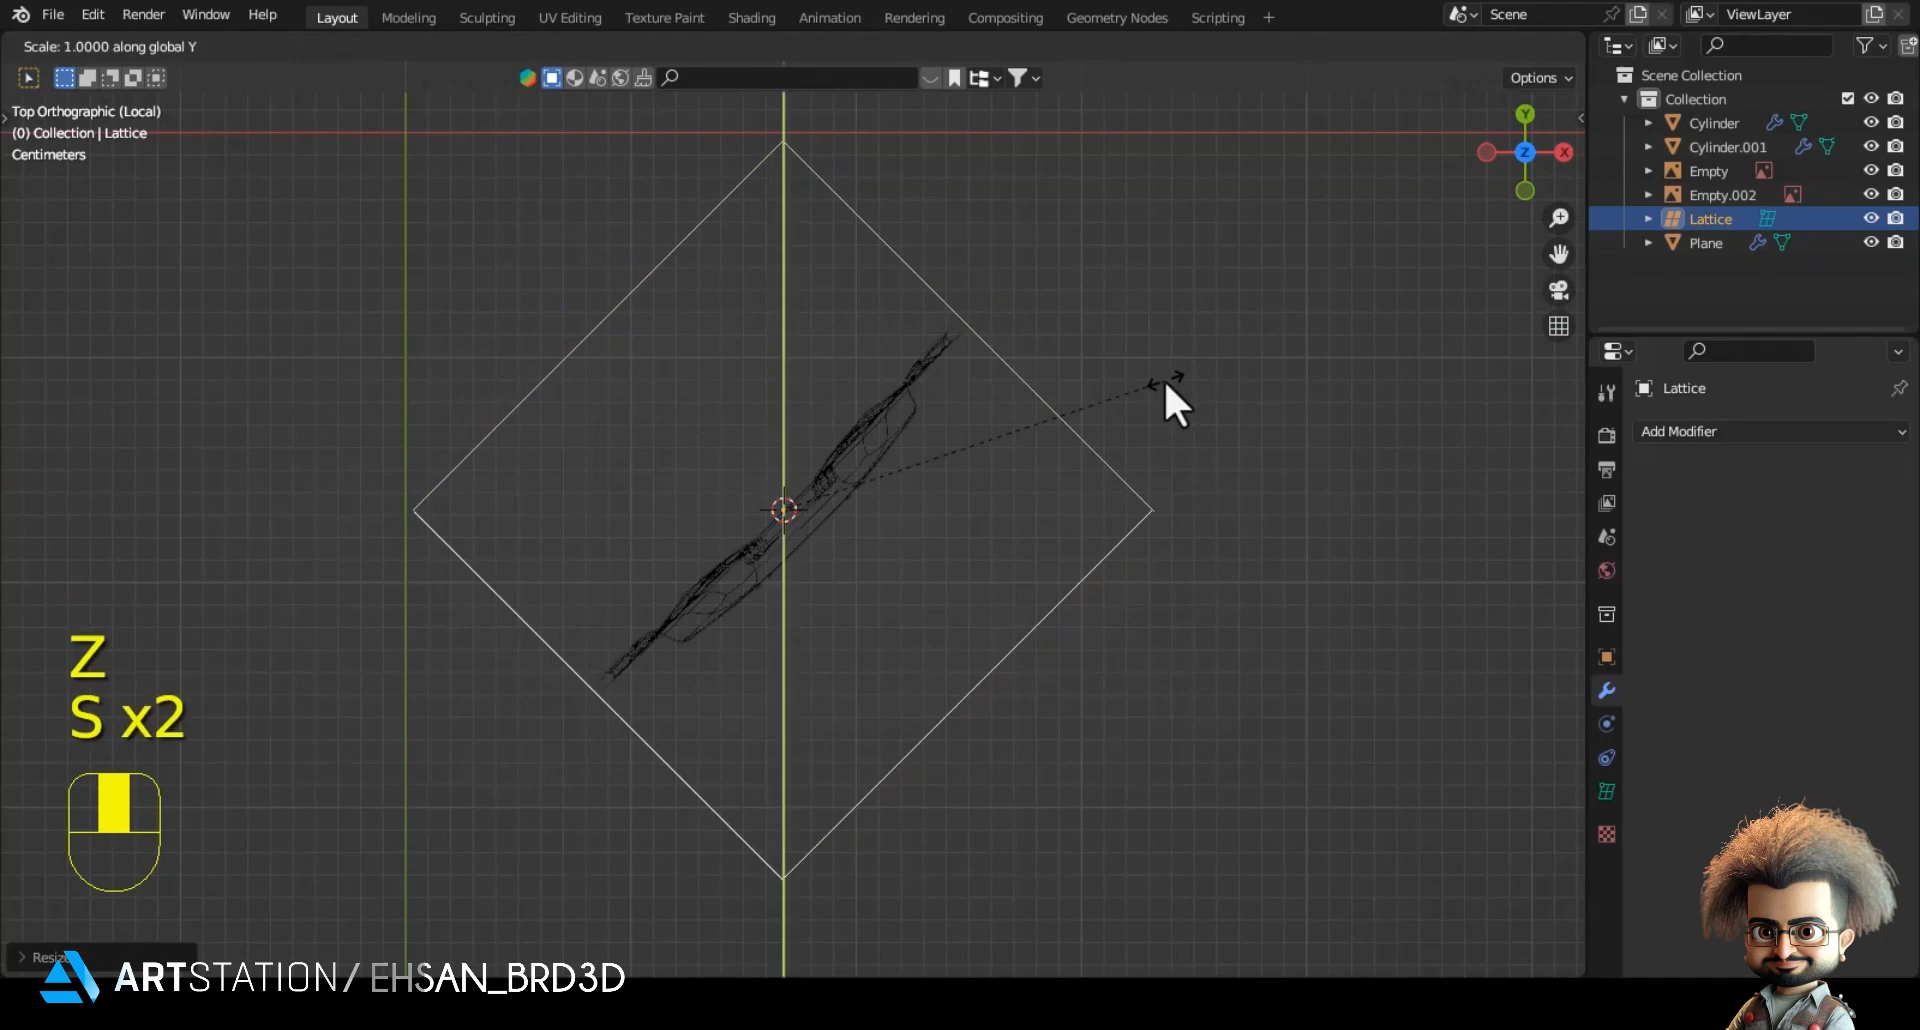 File Edit Render Window Help Layout Modeling Sculpting UV Editing Texture Paint Shading Animation Rendering Compositing Geometry Nodes Scripting + Scene ViewLayer
Scale: 1.0000 along global Y
Options
Top Orthographic (Local)
(0) Collection | Lattice
Centimeters
Y
Z X
Scene Collection
Collection
Cylinder
Cylinder.001
Empty
Empty.002
Lattice
Plane
Lattice
Add Modifier
Z
S x2
Resize
ARTSTATION/EHSAN_BRD3D